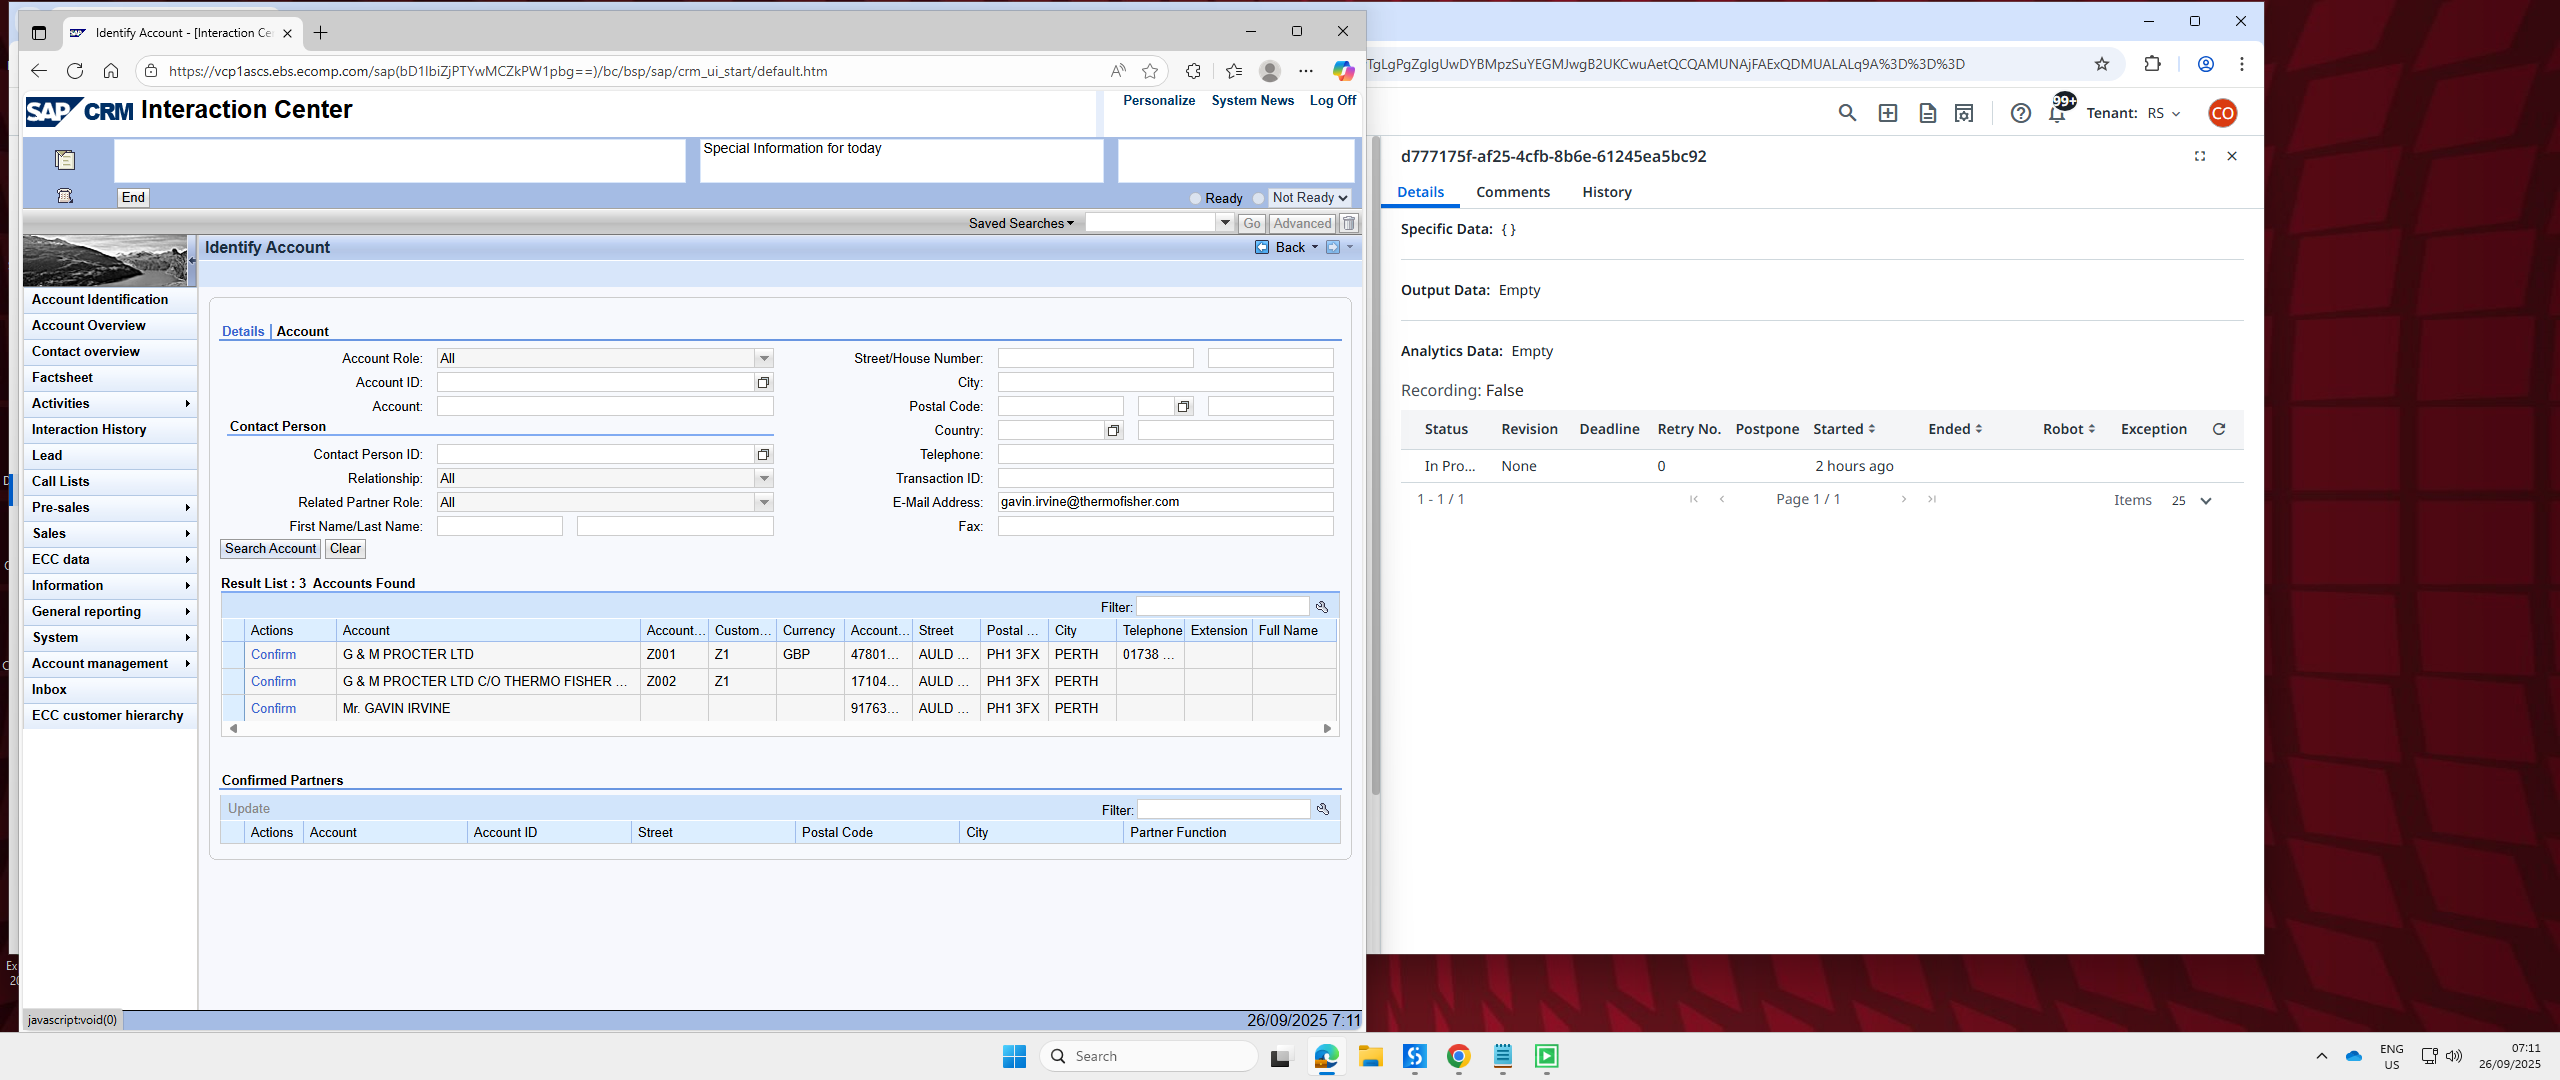 Identify Account - [Interaction Ce
https://vcp1ascs.ebs.ecomp.com/sap(bD1lbiZjPTYwMCZkPW1pbg==)/bc/bsp/sap/crm_ui_start/default.htm
SAP CRM Interaction Center
Personalize System News Log Off
Special Information for today
End
Ready Not Ready
Saved Searches Go Advanced
Identify Account
Back
Account Identification
Account Overview
Contact overview
Factsheet
Activities
Interaction History
Lead
Call Lists
Pre-sales
Sales
ECC data
Information
General reporting
System
Account management
Inbox
ECC customer hierarchy
Details Account
Account Role: All
Account ID:
Account:
Contact Person
Contact Person ID:
Relationship: All
Related Partner Role: All
First Name/Last Name:
Street/House Number:
City:
Postal Code:
Country:
Telephone:
Transaction ID:
E-Mail Address: gavin.irvine@thermofisher.com
Fax:
Search Account Clear
Result List : 3 Accounts Found
Filter:
Actions Account Account... Custom... Currency Account... Street Postal ... City Telephone Extension Full Name
Confirm G & M PROCTER LTD Z001 Z1 GBP 47801... AULD ... PH1 3FX PERTH 01738 ...
Confirm G & M PROCTER LTD C/O THERMO FISHER ... Z002 Z1 17104... AULD ... PH1 3FX PERTH
Confirm Mr. GAVIN IRVINE 91763... AULD ... PH1 3FX PERTH
Confirmed Partners
Update Filter:
Actions Account Account ID Street Postal Code City Partner Function
javascript:void(0)
26/09/2025 7:11
TgLgPgZgIgUwDYBMpzSuYEGMJwgB2UKCwuAetQCQAMUNAjFAExQDMUALALq9A%3D%3D%3D
99+
Tenant: RS
CO
d777175f-af25-4cfb-8b6e-61245ea5bc92
Details Comments History
Specific Data: { }
Output Data: Empty
Analytics Data: Empty
Recording: False
Status Revision Deadline Retry No. Postpone Started Ended Robot Exception
In Pro... None 0 2 hours ago
1 - 1 / 1 Page 1 / 1 Items 25
Search
ENG
US
07:11
26/09/2025